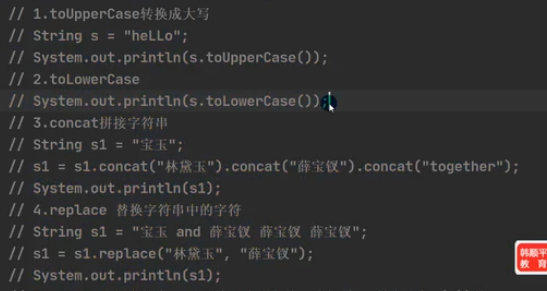 // 1.toUpperCase转换成大写
// String s = "heLLo";
// System.out.println(s.toUpperCase());
// 2.toLowerCase
// System.out.println(s.toLowerCase());
// 3.concat拼接字符串
// String s1 = "宝玉";
// s1 = s1.concat("林黛玉").concat("薛宝钗").concat("together");
// System.out.println(s1);
// 4.replace 替换字符串中的字符
// String s1 = "宝玉 and 薛宝钗 薛宝钗 薛宝钗";
// s1 = s1.replace("林黛玉", "薛宝钗");
// System.out.println(s1);
韩顺平
教 育